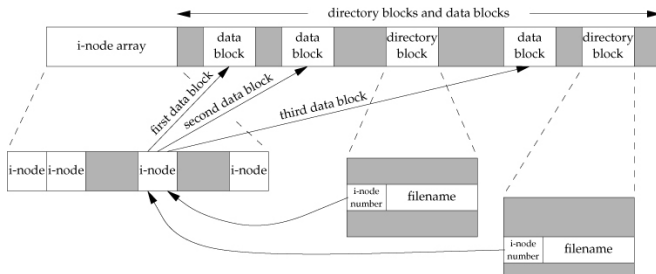 directory blocks and data blocks
i-node array
data
block
data
block
directory
block
data
block
directory
block
first data block
second data block
third data block
i-node
i-node
i-node
i-node
i-node
number
filename
i-node
number
filename